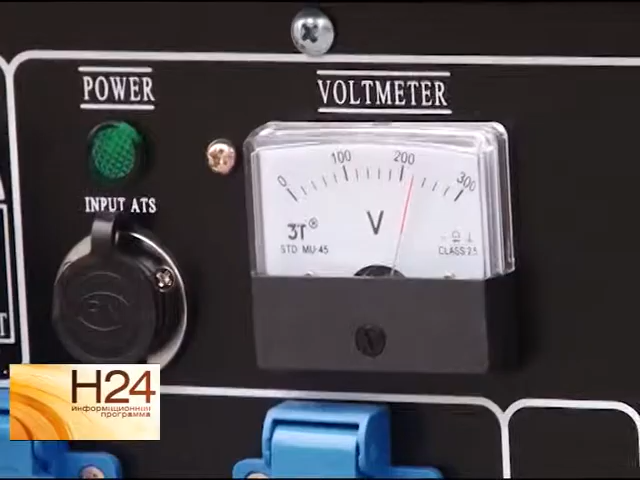 POWER
VOLTMETER
INPUT ATS
0 100 200 300
3T®
STD MU-45
V
CLASS 2.5
H24
информационная
программа